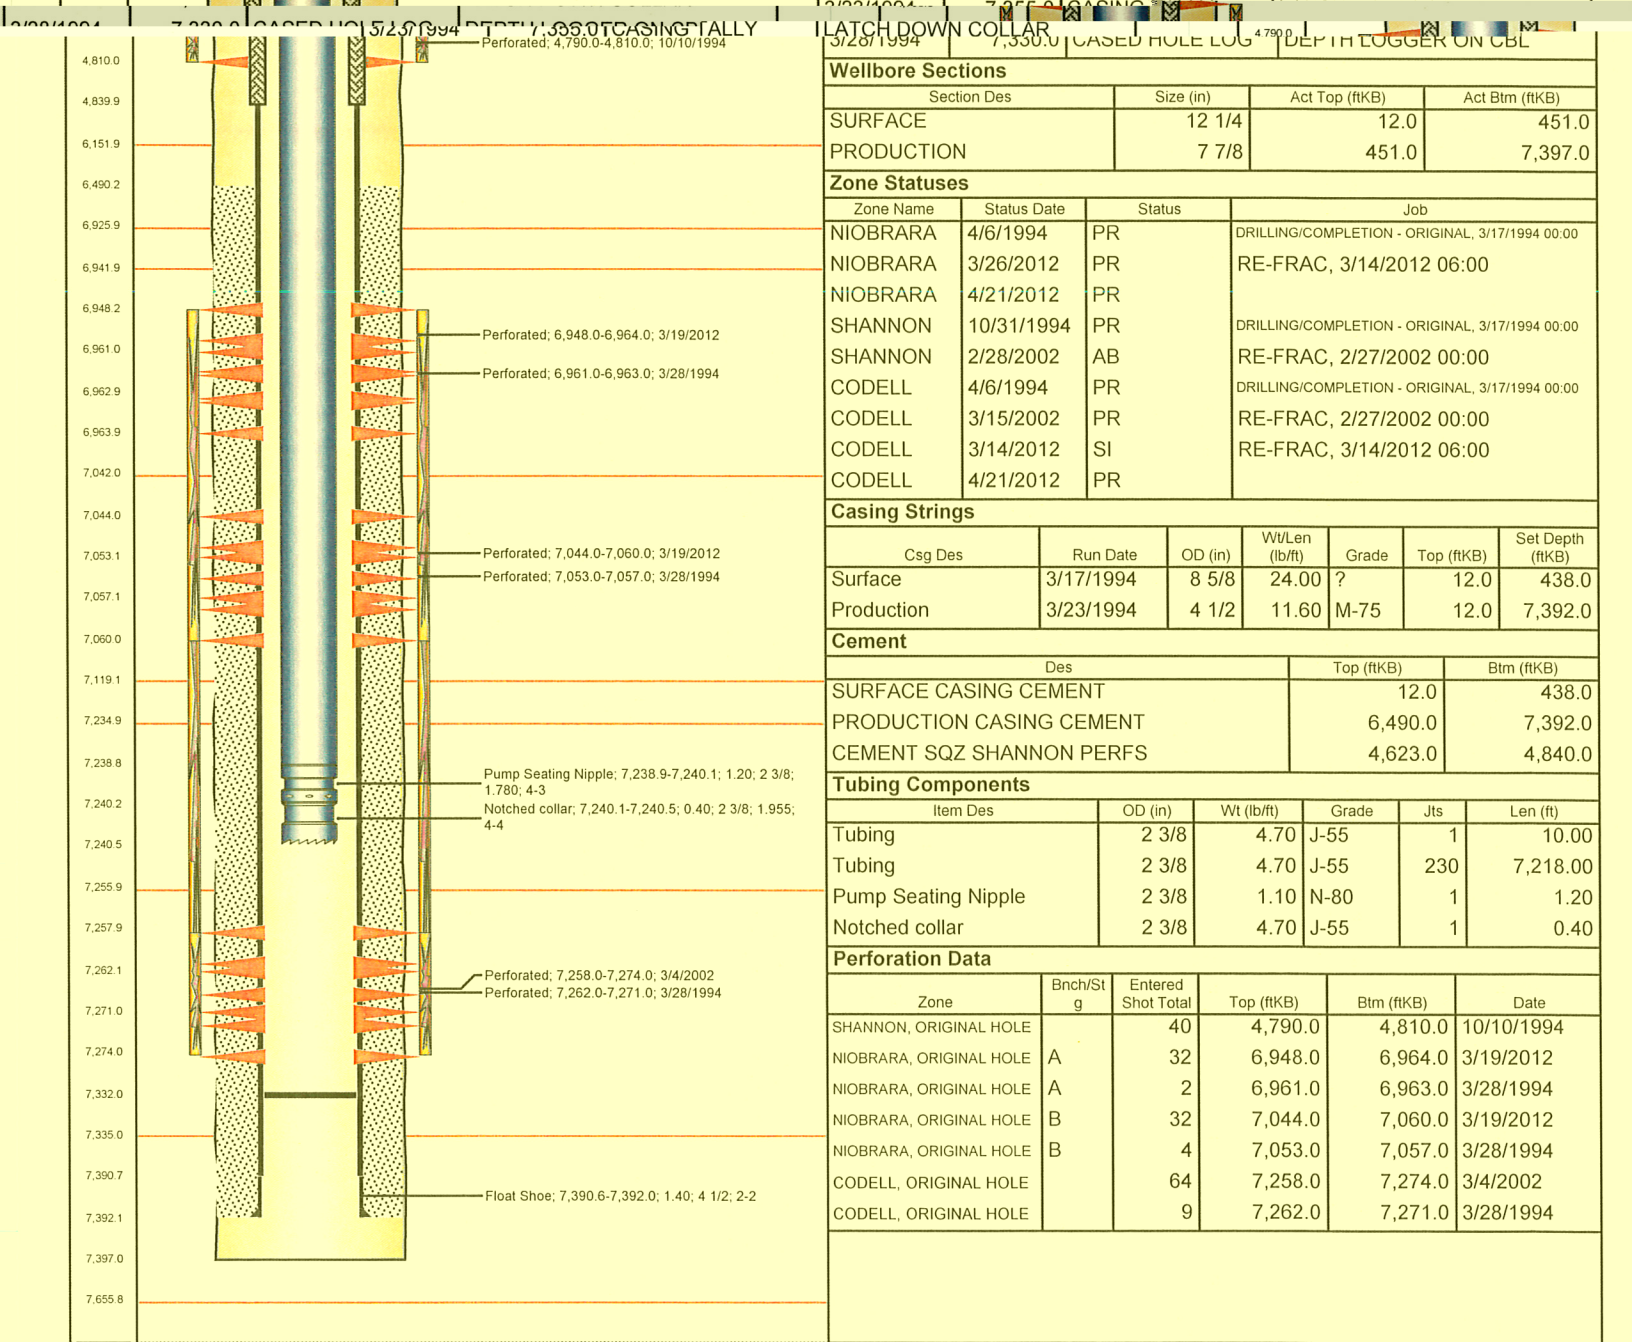 3/23/1994 7,355.0 CASING TALLY LATCH DOWN COLLAR
3/28/1994 7,330.0 CASED HOLE LOG DEPTH LOGGER ON CBL
4,790.0
Perforated; 4,790.0-4,810.0; 10/10/1994
4,810.0
4,839.9
6,151.9
6,490.2
6,925.9
6,941.9
6,948.2
Perforated; 6,948.0-6,964.0; 3/19/2012
6,961.0
Perforated; 6,961.0-6,963.0; 3/28/1994
6,962.9
6,963.9
7,042.0
7,044.0
Perforated; 7,044.0-7,060.0; 3/19/2012
7,053.1
Perforated; 7,053.0-7,057.0; 3/28/1994
7,057.1
7,060.0
7,119.1
7,234.9
7,238.8
Pump Seating Nipple; 7,238.9-7,240.1; 1.20; 2 3/8;
1.780; 4-3
7,240.2
Notched collar; 7,240.1-7,240.5; 0.40; 2 3/8; 1.955;
4-4
7,240.5
7,255.9
7,257.9
7,262.1
Perforated; 7,258.0-7,274.0; 3/4/2002
Perforated; 7,262.0-7,271.0; 3/28/1994
7,271.0
7,274.0
7,332.0
7,335.0
7,390.7
Float Shoe; 7,390.6-7,392.0; 1.40; 4 1/2; 2-2
7,392.1
7,397.0
7,655.8
Wellbore Sections
Section Des Size (in) Act Top (ftKB) Act Btm (ftKB)
SURFACE 12 1/4 12.0 451.0
PRODUCTION 7 7/8 451.0 7,397.0
Zone Statuses
Zone Name Status Date Status Job
NIOBRARA 4/6/1994 PR DRILLING/COMPLETION - ORIGINAL, 3/17/1994 00:00
NIOBRARA 3/26/2012 PR RE-FRAC, 3/14/2012 06:00
NIOBRARA 4/21/2012 PR
SHANNON 10/31/1994 PR DRILLING/COMPLETION - ORIGINAL, 3/17/1994 00:00
SHANNON 2/28/2002 AB RE-FRAC, 2/27/2002 00:00
CODELL 4/6/1994 PR DRILLING/COMPLETION - ORIGINAL, 3/17/1994 00:00
CODELL 3/15/2002 PR RE-FRAC, 2/27/2002 00:00
CODELL 3/14/2012 SI RE-FRAC, 3/14/2012 06:00
CODELL 4/21/2012 PR
Casing Strings
Csg Des Run Date OD (in) Wt/Len (lb/ft) Grade Top (ftKB) Set Depth (ftKB)
Surface 3/17/1994 8 5/8 24.00 ? 12.0 438.0
Production 3/23/1994 4 1/2 11.60 M-75 12.0 7,392.0
Cement
Des Top (ftKB) Btm (ftKB)
SURFACE CASING CEMENT 12.0 438.0
PRODUCTION CASING CEMENT 6,490.0 7,392.0
CEMENT SQZ SHANNON PERFS 4,623.0 4,840.0
Tubing Components
Item Des OD (in) Wt (lb/ft) Grade Jts Len (ft)
Tubing 2 3/8 4.70 J-55 1 10.00
Tubing 2 3/8 4.70 J-55 230 7,218.00
Pump Seating Nipple 2 3/8 1.10 N-80 1 1.20
Notched collar 2 3/8 4.70 J-55 1 0.40
Perforation Data
Zone Bnch/Stg Entered Shot Total Top (ftKB) Btm (ftKB) Date
SHANNON, ORIGINAL HOLE 40 4,790.0 4,810.0 10/10/1994
NIOBRARA, ORIGINAL HOLE A 32 6,948.0 6,964.0 3/19/2012
NIOBRARA, ORIGINAL HOLE A 2 6,961.0 6,963.0 3/28/1994
NIOBRARA, ORIGINAL HOLE B 32 7,044.0 7,060.0 3/19/2012
NIOBRARA, ORIGINAL HOLE B 4 7,053.0 7,057.0 3/28/1994
CODELL, ORIGINAL HOLE 64 7,258.0 7,274.0 3/4/2002
CODELL, ORIGINAL HOLE 9 7,262.0 7,271.0 3/28/1994